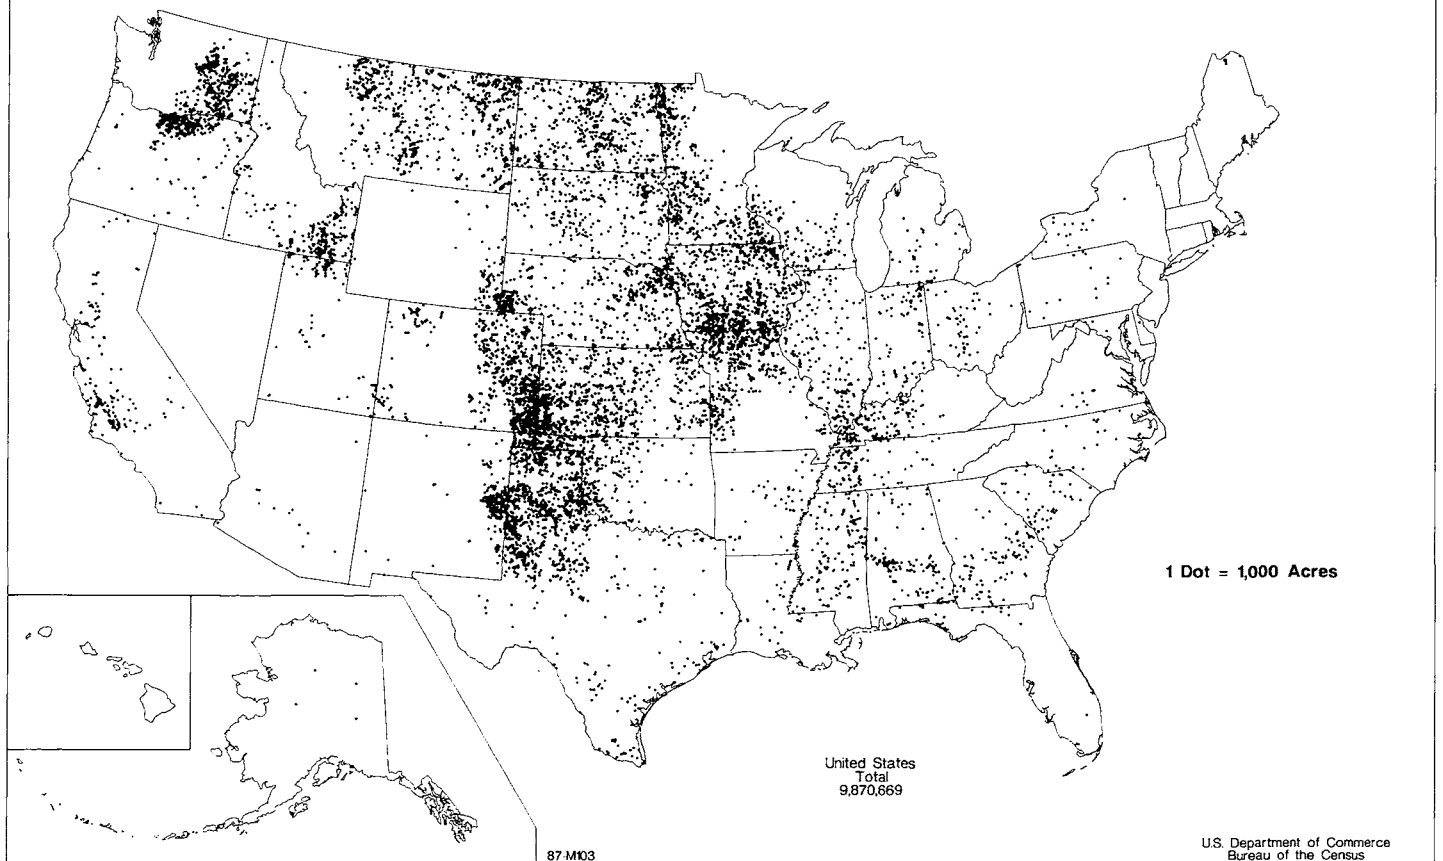 1 Dot = 1,000 Acres
United States
Total
9,870,669
87-M103
U.S. Department of Commerce
Bureau of the Census